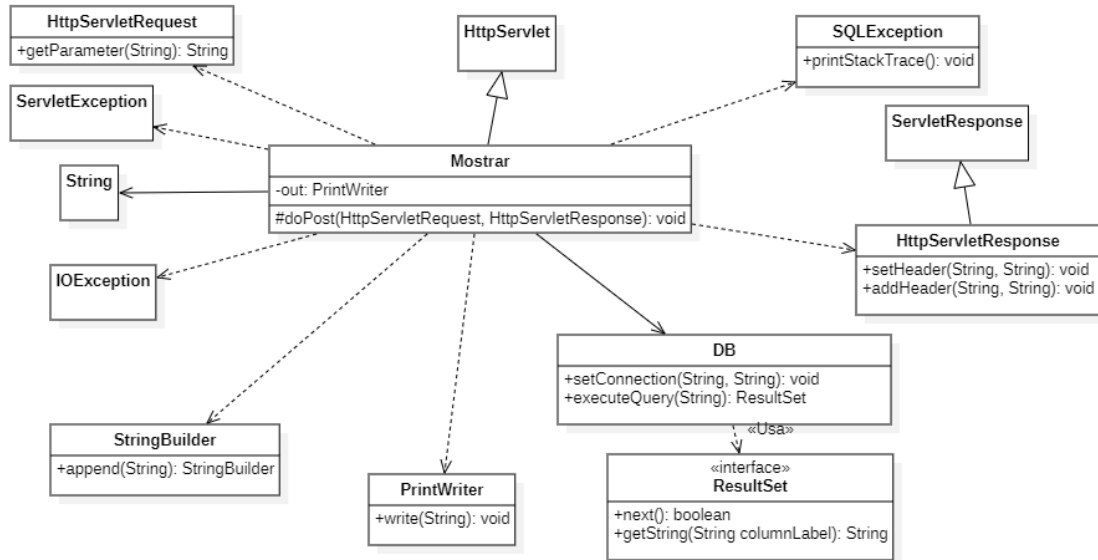 HttpServletRequest
+getParameter(String): String
HttpServlet
SQLException
+printStackTrace(): void
ServletException
ServletResponse
Mostrar
-out: PrintWriter
#doPost(HttpServletRequest, HttpServletResponse): void
String
HttpServletResponse
+setHeader(String, String): void
+addHeader(String, String): void
IOException
DB
+setConnection(String, String): void
+executeQuery(String): ResultSet
«Usa»
StringBuilder
+append(String): StringBuilder
PrintWriter
+write(String): void
«interface»
ResultSet
+next(): boolean
+getString(String columnLabel): String